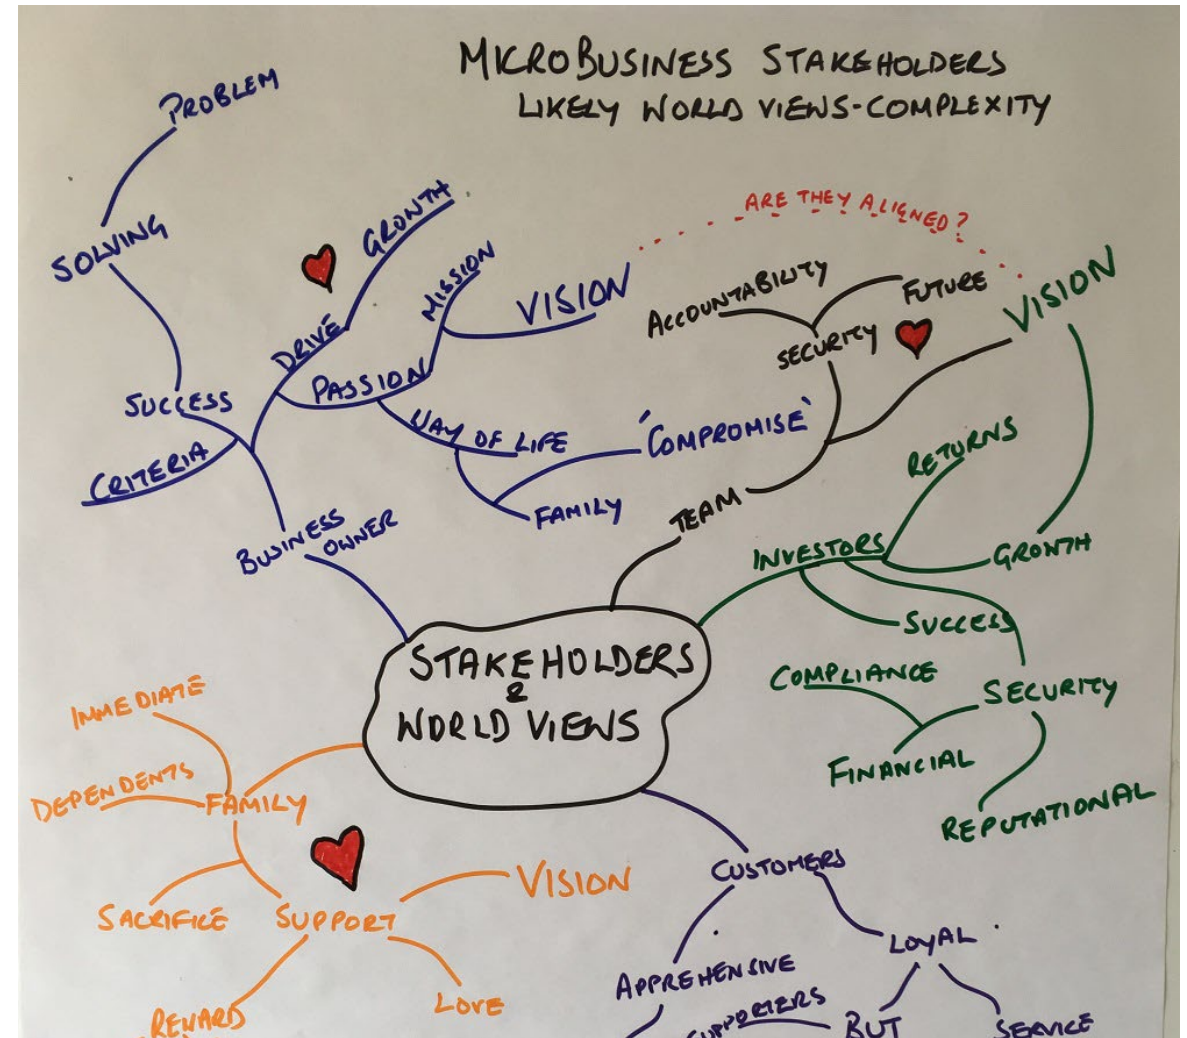 MICROBUSINESS STAKEHOLDERS
LIKELY WORLD VIEWS-COMPLEXITY
PROBLEM
SOLVING
SUCCESS
CRITERIA
BUSINESS
OWNER
DRIVE
GROWTH
PASSION
MISSION
VISION
WAY OF LIFE
'COMPROMISE'
FAMILY
ARE THEY ALIGNED?
ACCOUNTABILITY
FUTURE
SECURITY
VISION
TEAM
RETURNS
INVESTORS
GROWTH
SUCCESS
SECURITY
COMPLIANCE
FINANCIAL
REPUTATIONAL
STAKEHOLDERS
&
WORLD VIEWS
IMMEDIATE
DEPENDENTS
FAMILY
SACRIFICE
SUPPORT
VISION
LOVE
REWARD
CUSTOMERS
LOYAL
APPREHENSIVE
SUPPORTERS
BUT
SERVICE